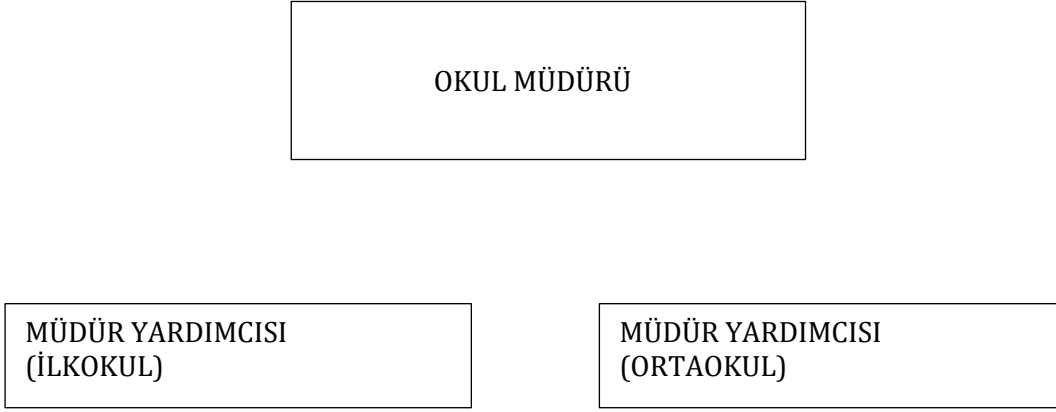 OKUL MÜDÜRÜ
MÜDÜR YARDIMCISI
(İLKOKUL)
MÜDÜR YARDIMCISI
(ORTAOKUL)